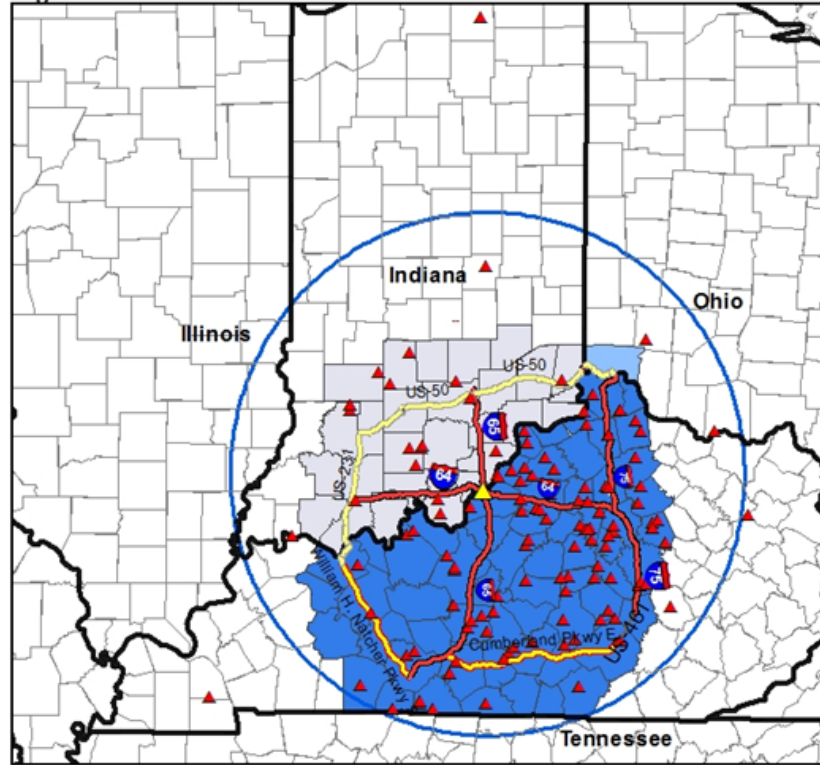 Indiana
Ohio
Illinois
US-50
US-50
65
US-231
64
64
75
75
65
William H. Natcher Pkwy
Cumberland Pkwy E
US-461
Tennessee